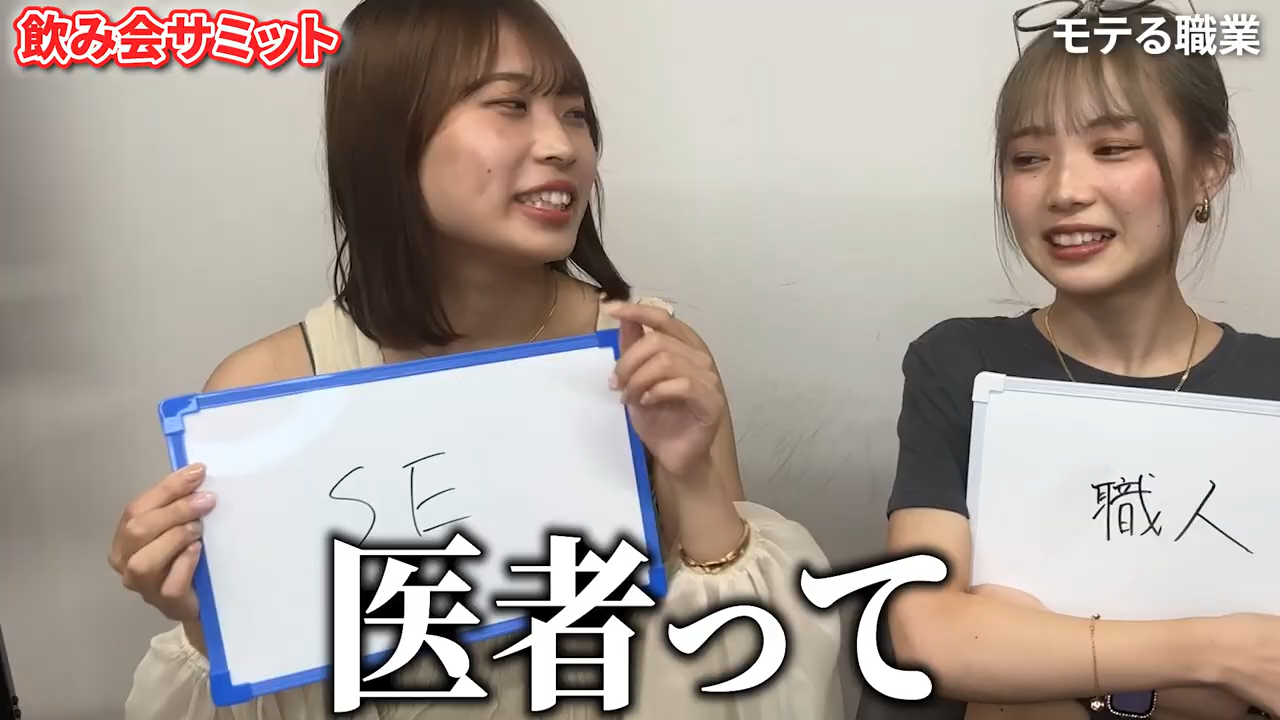 飲み会サミット
モテる職業
SE
職人
医者って